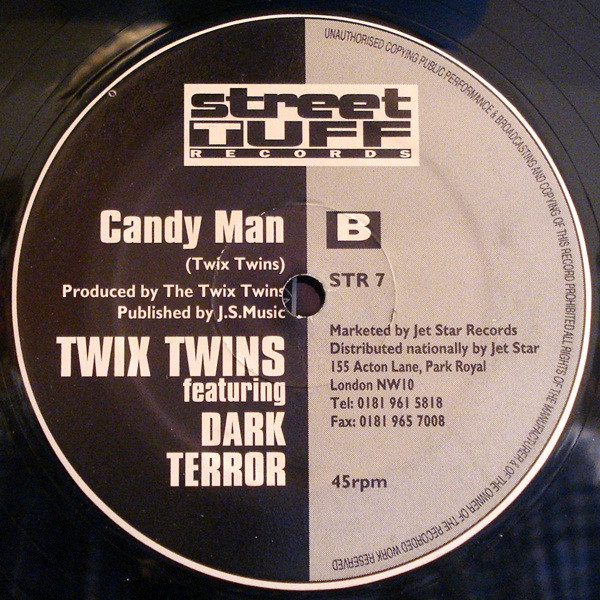 street
TUFF
RECORDS
Candy Man
(Twix Twins)
Produced by The Twix Twins
Published by J.S.Music
TWIX TWINS
featuring
DARK
TERROR
B
STR 7
Marketed by Jet Star Records
Distributed nationally by Jet Star
155 Acton Lane, Park Royal
London NW10
Tel: 0181 961 5818
Fax: 0181 965 7008
45rpm
UNAUTHORISED COPYING PUBLIC PERFORMANCE & BROADCASTING AND COPYING OF THIS RECORD PROHIBITED ALL RIGHTS OF THE MANUFACTURER & OF THE OWNER OF THE RECORDED WORK RESERVED